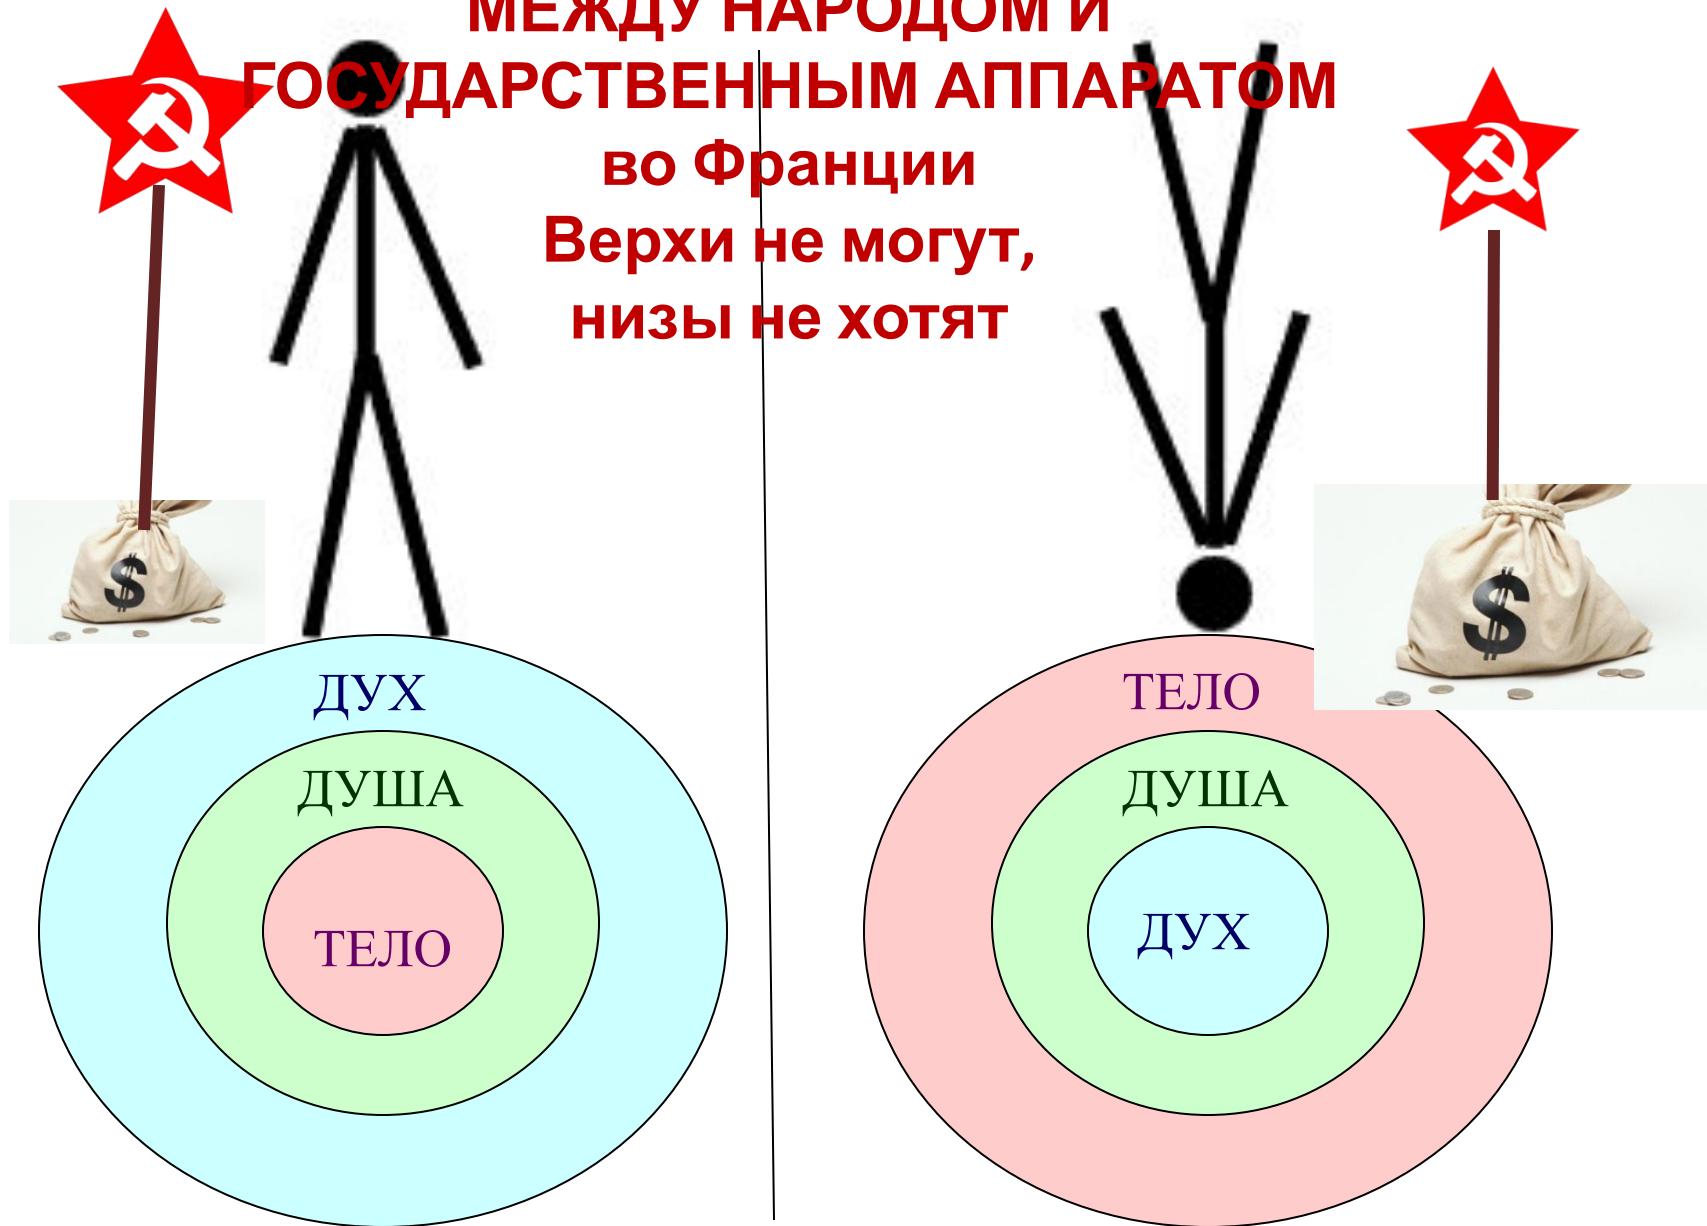 МЕЖДУ НАРОДОМ И
ГОСУДАРСТВЕННЫМ АППАРАТОМ
во Франции
Верхи не могут,
низы не хотят
$
$
ДУХ
ДУША
ТЕЛО
ТЕЛО
ДУША
ДУХ